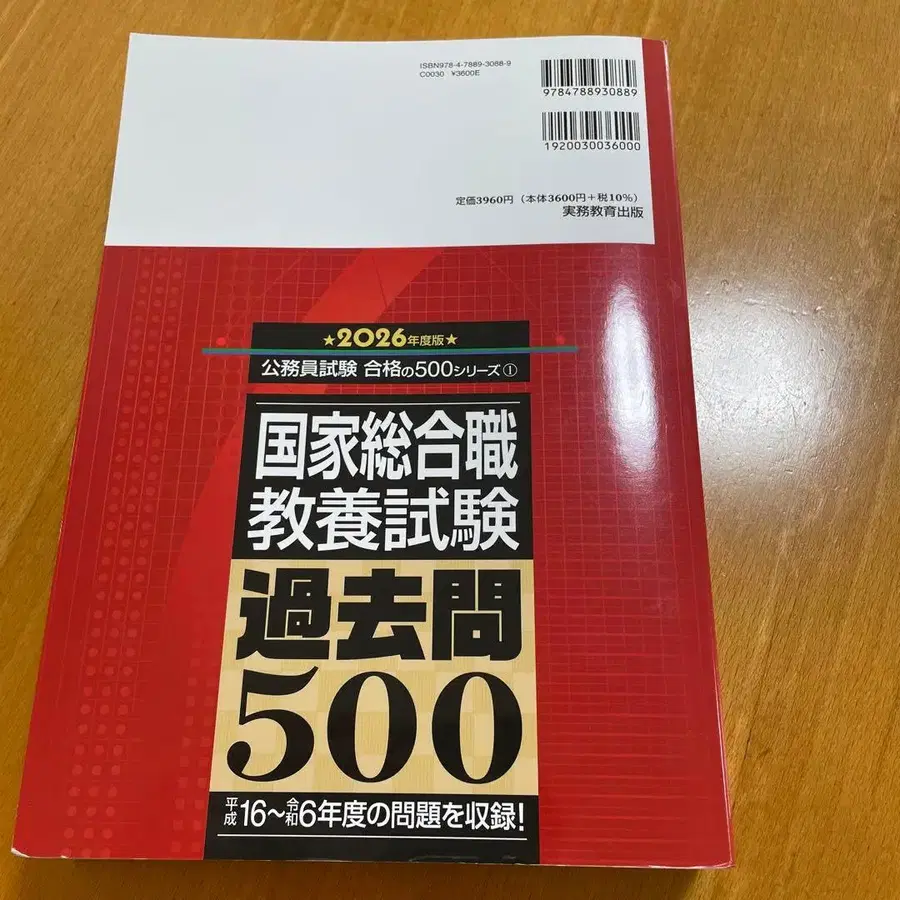 ISBN978-4-7889-3088-9
C0030 ¥3600E
9784788930889
1920030036000
定価3960円（本体3600円＋税10%）
実務教育出版
★2026年度版★
公務員試験 合格の500シリーズ①
国家総合職
教養試験
過去問
500
平成16～令和6年度の問題を収録！